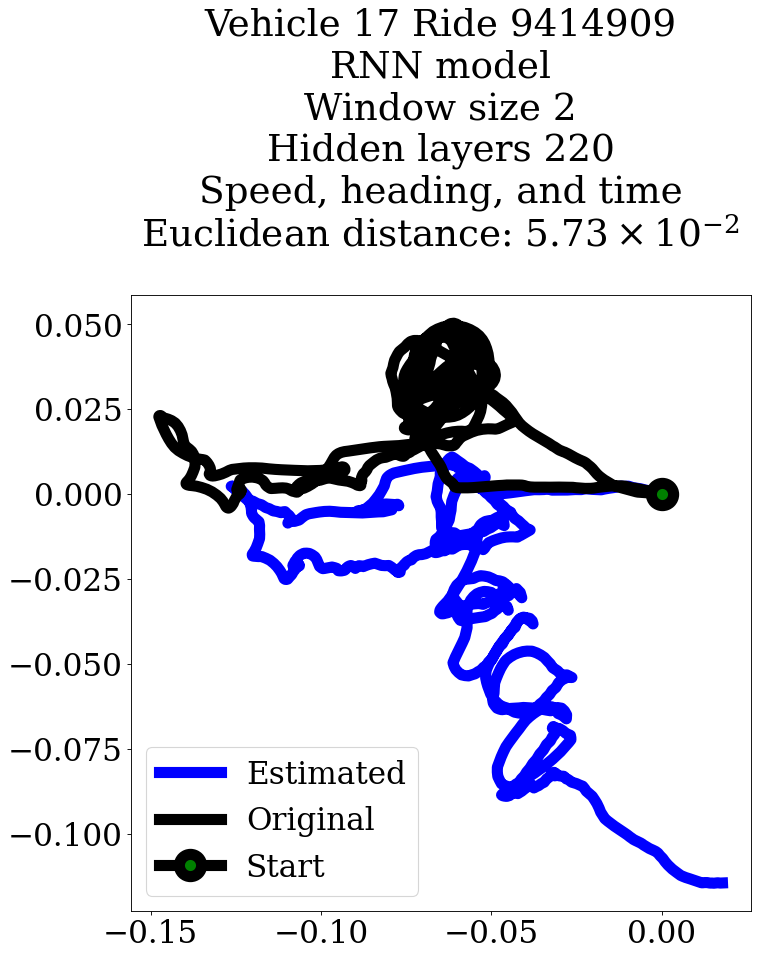 Vehicle 17 Ride 9414909
RNN model
Window size 2
Hidden layers 220
Speed, heading, and time
Euclidean distance: 5.73 × 10⁻²
0.050
0.025
0.000
−0.025
−0.050
−0.075
−0.100
Estimated
Original
Start
−0.15
−0.10
−0.05
0.00